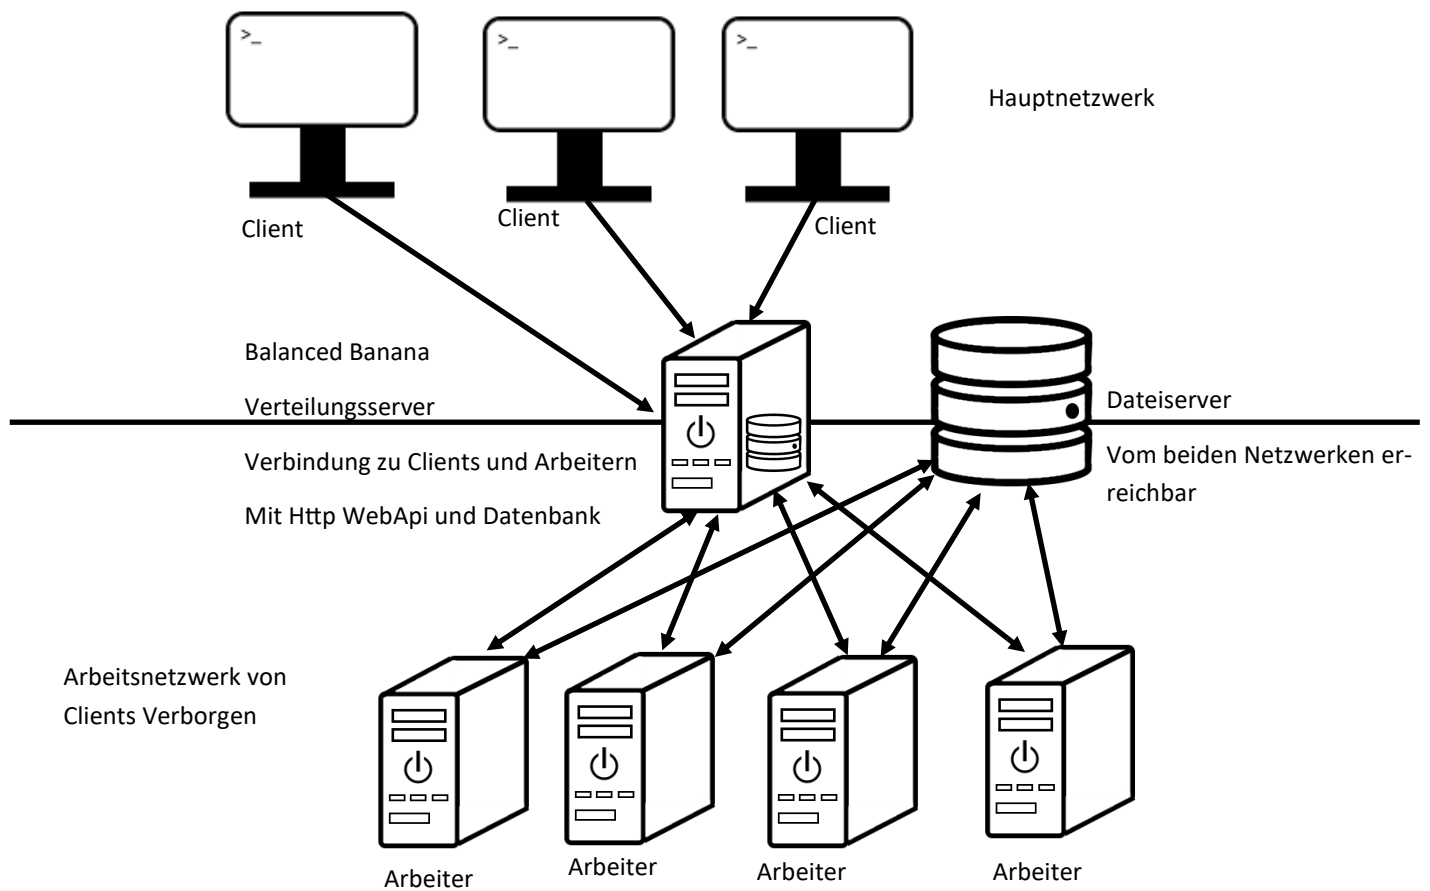 >_
>_
>_
Hauptnetzwerk
Client
Client
Client
Balanced Banana
Verteilungsserver
Verbindung zu Clients und Arbeitern
Mit Http WebApi und Datenbank
Dateiserver
Vom beiden Netzwerken er-
reichbar
Arbeitsnetzwerk von
Clients Verborgen
Arbeiter
Arbeiter
Arbeiter
Arbeiter